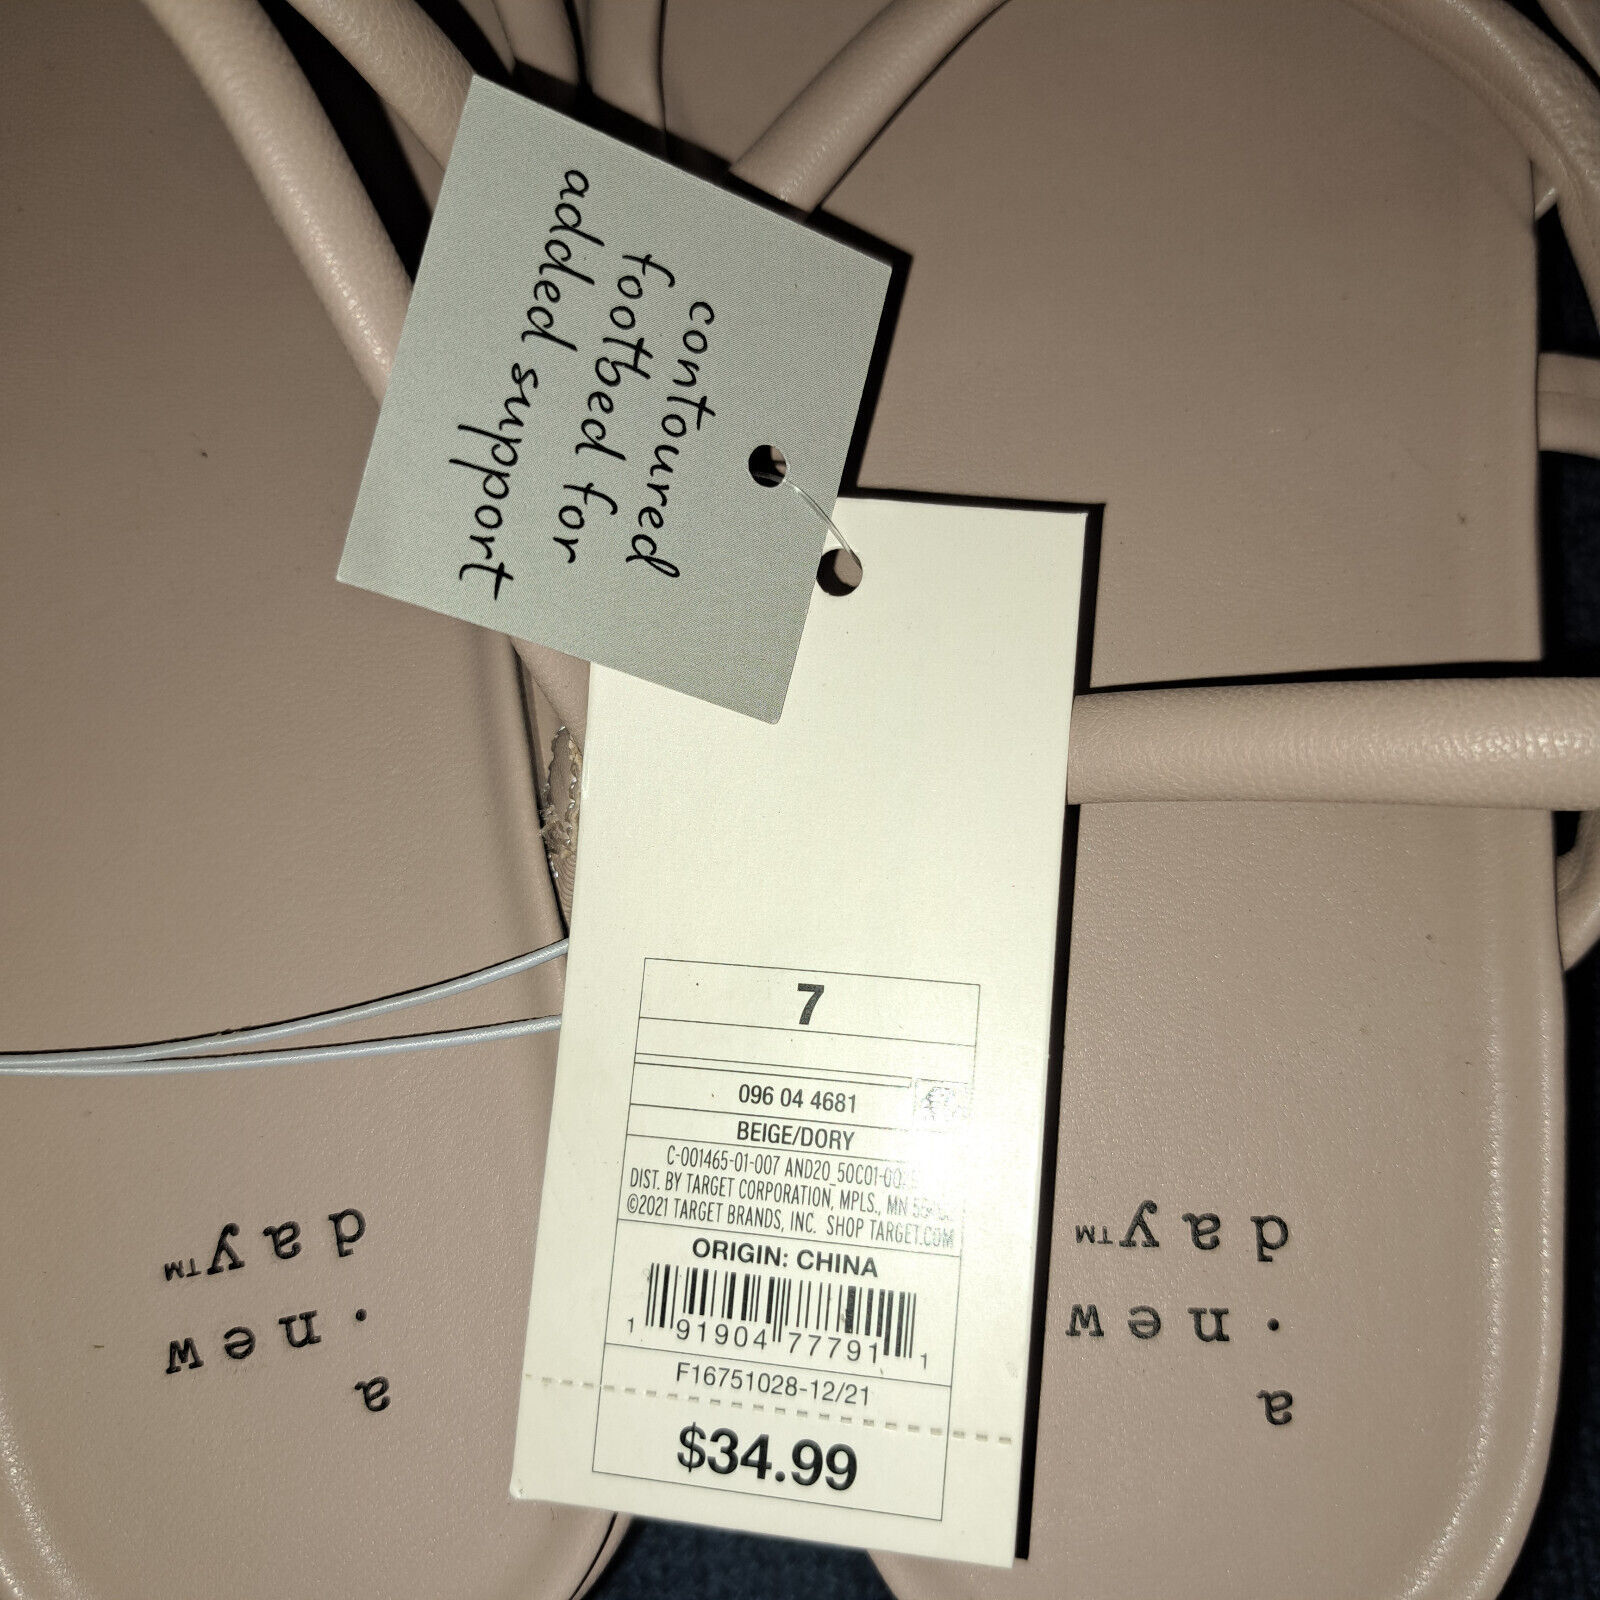 contoured
footbed for
added support
7
096 04 4681
BEIGE/DORY
C-001465-01-007 AND20_50C01-00
DIST. BY TARGET CORPORATION, MPLS., MN
©2021 TARGET BRANDS, INC. SHOP TARGET.COM
ORIGIN: CHINA
1 91904 77791 1
F16751028-12/21
$34.99
a
.new
day™
a
.new
day™